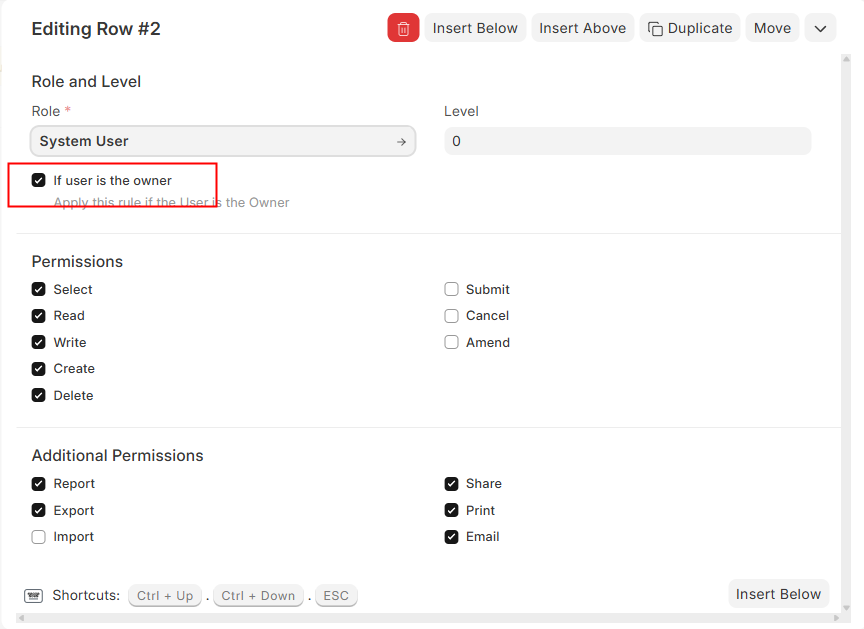 Editing Row #2
Insert Below
Insert Above
Duplicate
Move
Role and Level
Role *
Level
System User
0
If user is the owner
Apply this rule if the User is the Owner
Permissions
Select
Submit
Read
Cancel
Write
Amend
Create
Delete
Additional Permissions
Report
Share
Export
Print
Import
Email
Shortcuts: Ctrl + Up . Ctrl + Down . ESC
Insert Below